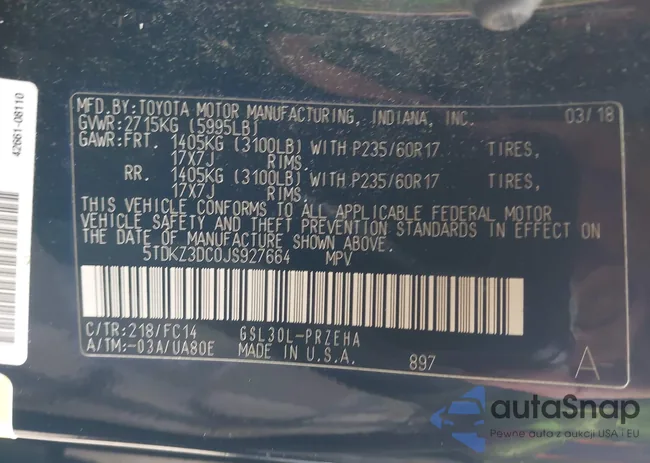 42661-08110
MFD.BY:TOYOTA MOTOR MANUFACTURING, INDIANA, INC. 03/18
GVWR:2715KG (5995LB)
GAWR:FRT. 1405KG (3100LB) WITH P235/60R17 TIRES,
17X7J RIMS,
RR. 1405KG (3100LB) WITH P235/60R17 TIRES,
17X7J RIMS.
THIS VEHICLE CONFORMS TO ALL APPLICABLE FEDERAL MOTOR
VEHICLE SAFETY AND THEFT PREVENTION STANDARDS IN EFFECT ON
THE DATE OF MANUFACTURE SHOWN ABOVE.
5TDKZ3DC0JS927664 MPV
C/TR:218/FC14 GSL30L-PRZEHA
A/TM:-03A/UA80E MADE IN U.S.A. 897 A-
autaSnap
Pewne auta z aukcji USA i EU